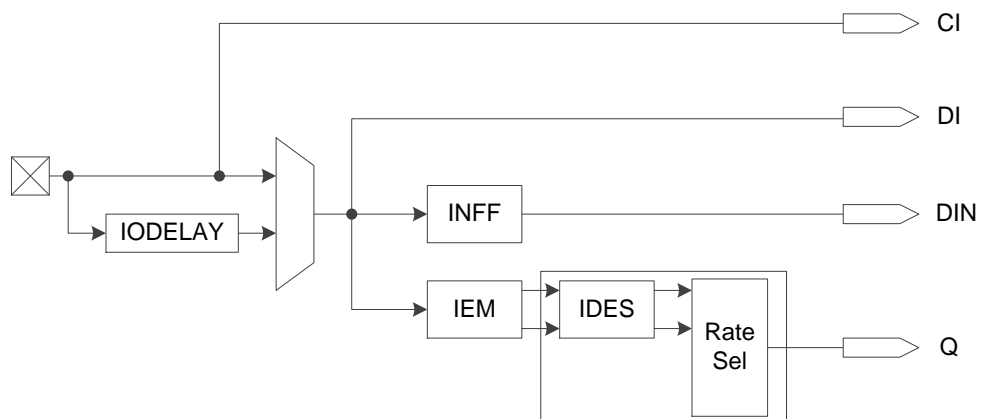 CI
DI
IODELAY
INFF
DIN
IEM
IDES
Rate
Sel
Q